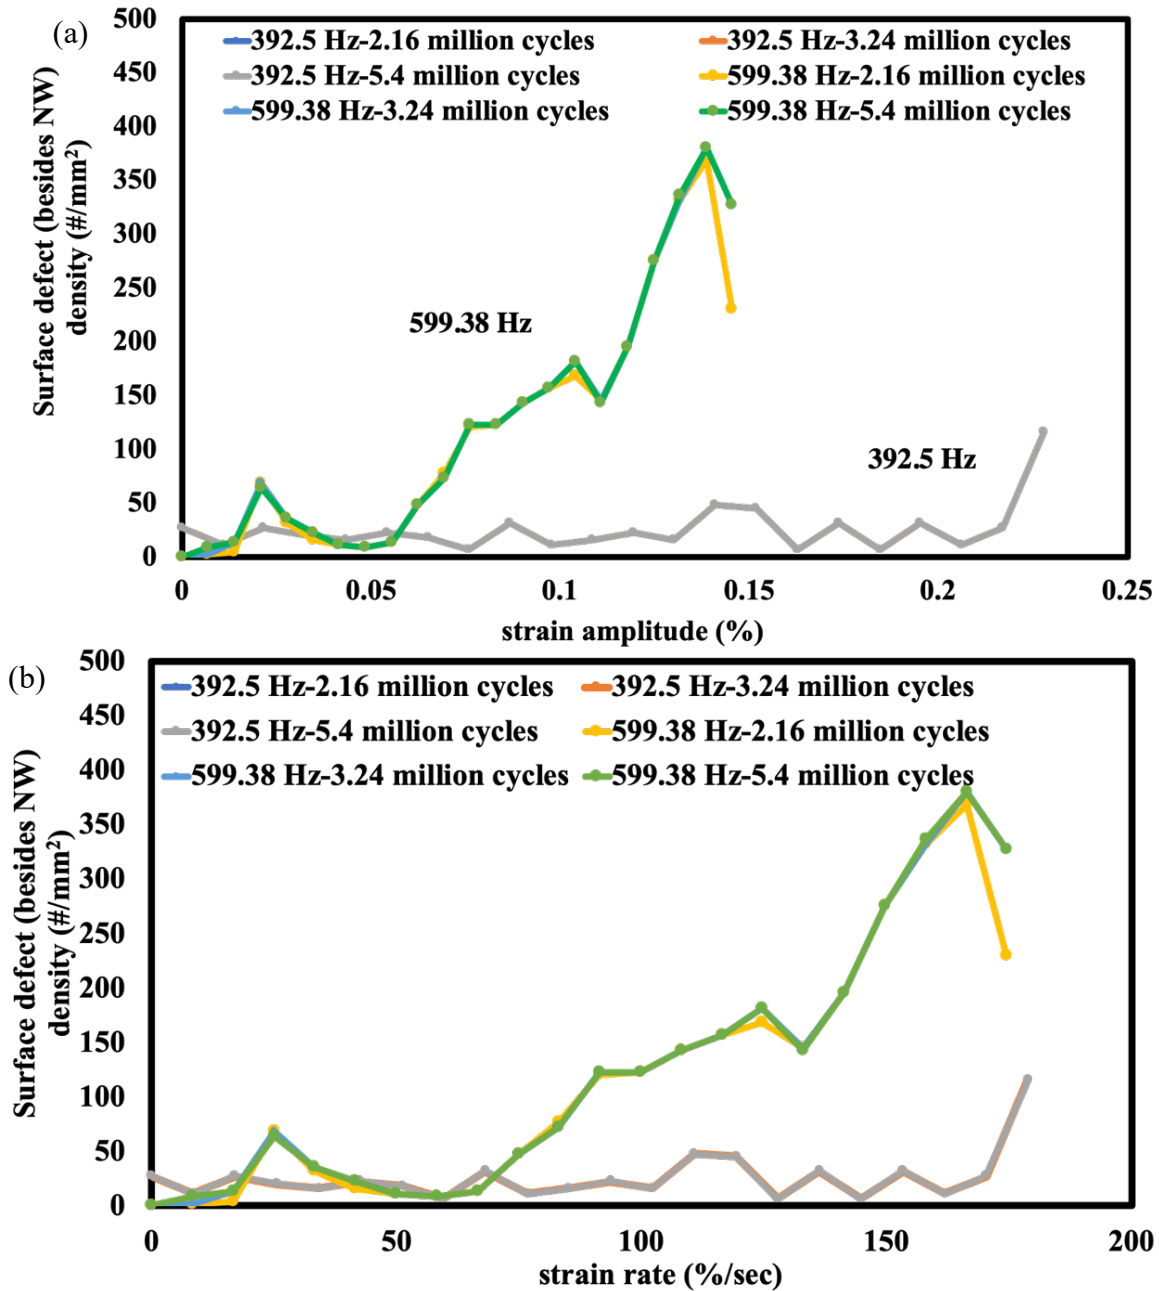 (a)
500
450
400
350
300
250
200
150
100
50
0
Surface defect (besides NW)
density (#/mm²)
392.5 Hz-2.16 million cycles
392.5 Hz-3.24 million cycles
392.5 Hz-5.4 million cycles
599.38 Hz-2.16 million cycles
599.38 Hz-3.24 million cycles
599.38 Hz-5.4 million cycles
599.38 Hz
392.5 Hz
0 0.05 0.1 0.15 0.2 0.25
strain amplitude (%)
(b)
500
450
400
350
300
250
200
150
100
50
0
Surface defect (besides NW)
density (#/mm²)
392.5 Hz-2.16 million cycles
392.5 Hz-3.24 million cycles
392.5 Hz-5.4 million cycles
599.38 Hz-2.16 million cycles
599.38 Hz-3.24 million cycles
599.38 Hz-5.4 million cycles
0 50 100 150 200
strain rate (%/sec)